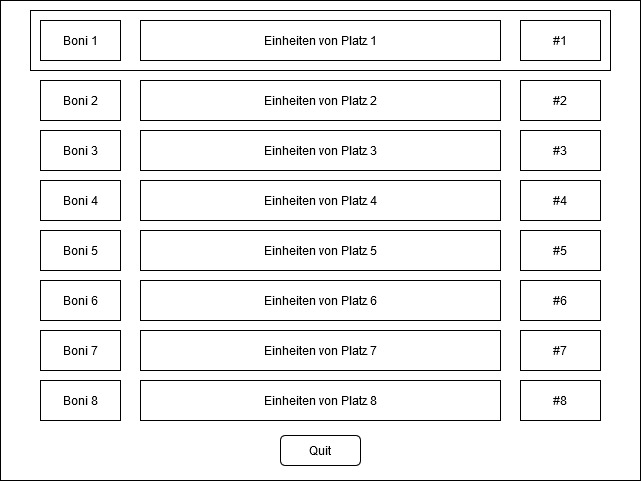 Boni 1 Einheiten von Platz 1 #1
Boni 2 Einheiten von Platz 2 #2
Boni 3 Einheiten von Platz 3 #3
Boni 4 Einheiten von Platz 4 #4
Boni 5 Einheiten von Platz 5 #5
Boni 6 Einheiten von Platz 6 #6
Boni 7 Einheiten von Platz 7 #7
Boni 8 Einheiten von Platz 8 #8
Quit